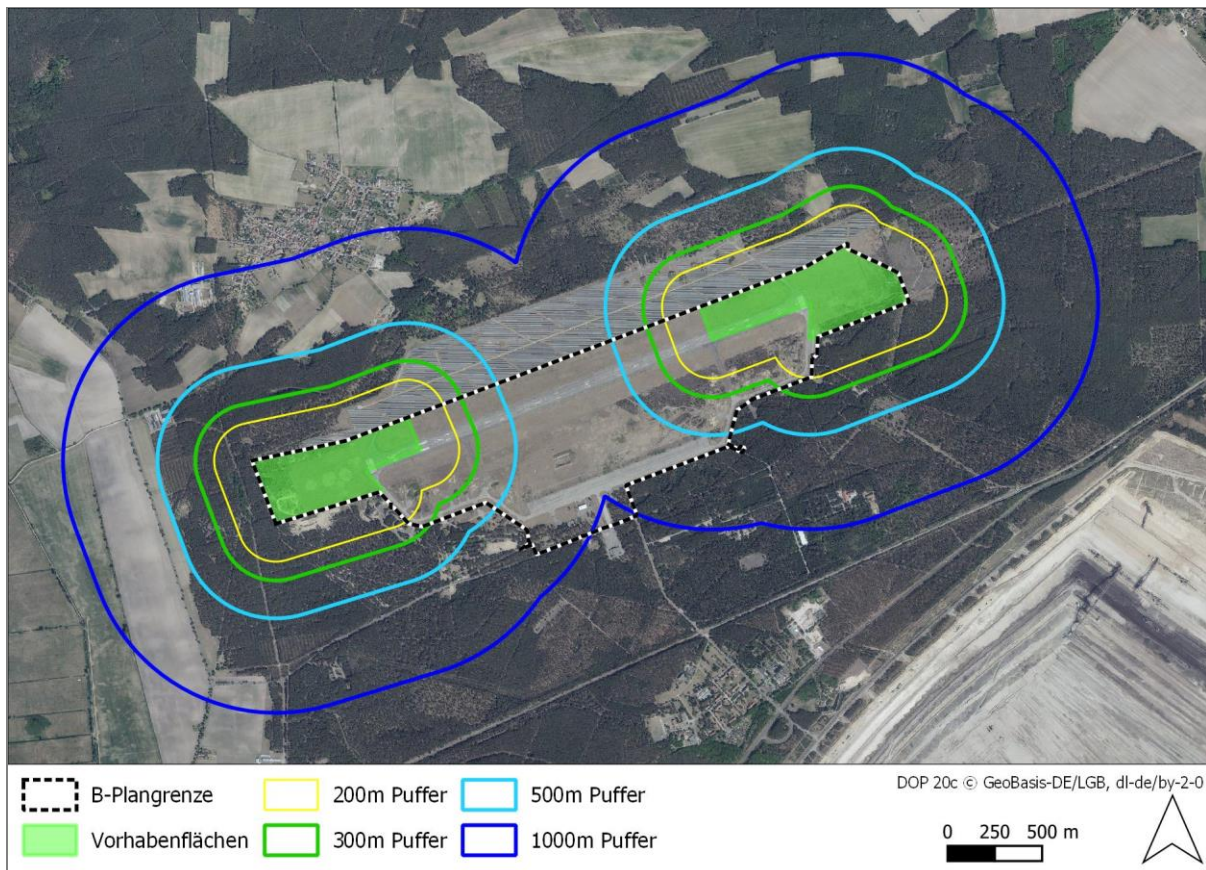 B-Plangrenze
200m Puffer
500m Puffer
DOP 20c © GeoBasis-DE/LGB, dl-de/by-2-0
Vorhabenflächen
300m Puffer
1000m Puffer
0 250 500 m